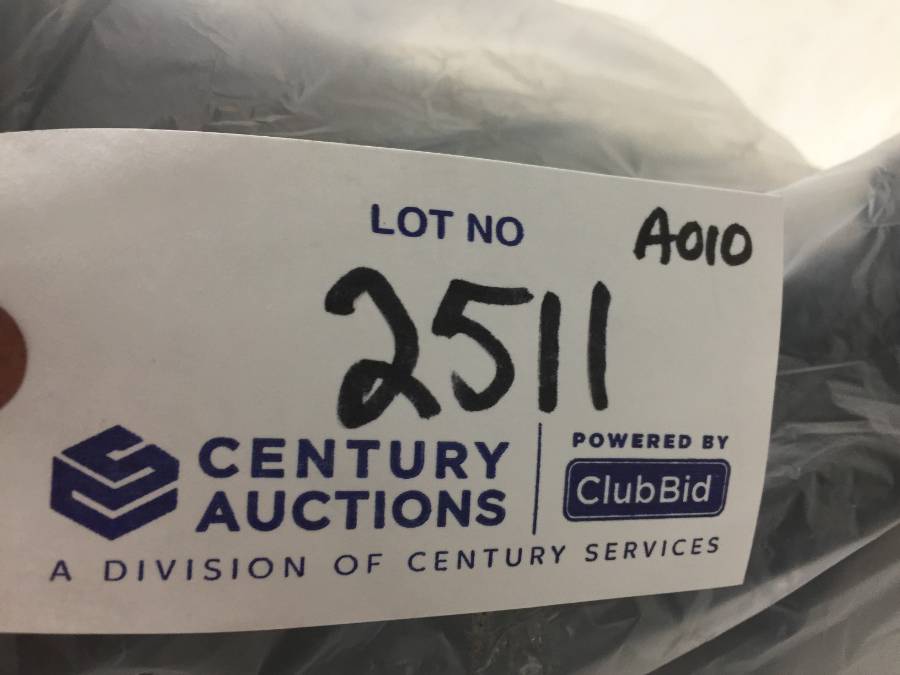 LOT NO
A010
2511
CENTURY
AUCTIONS
POWERED BY
ClubBid
A DIVISION OF CENTURY SERVICES